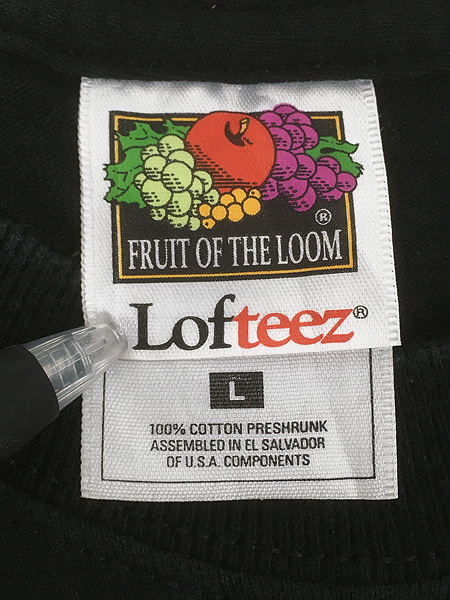 ®
FRUIT OF THE LOOM
Lofteez®
L
100% COTTON PRESHRUNK
ASSEMBLED IN EL SALVADOR
OF U.S.A. COMPONENTS